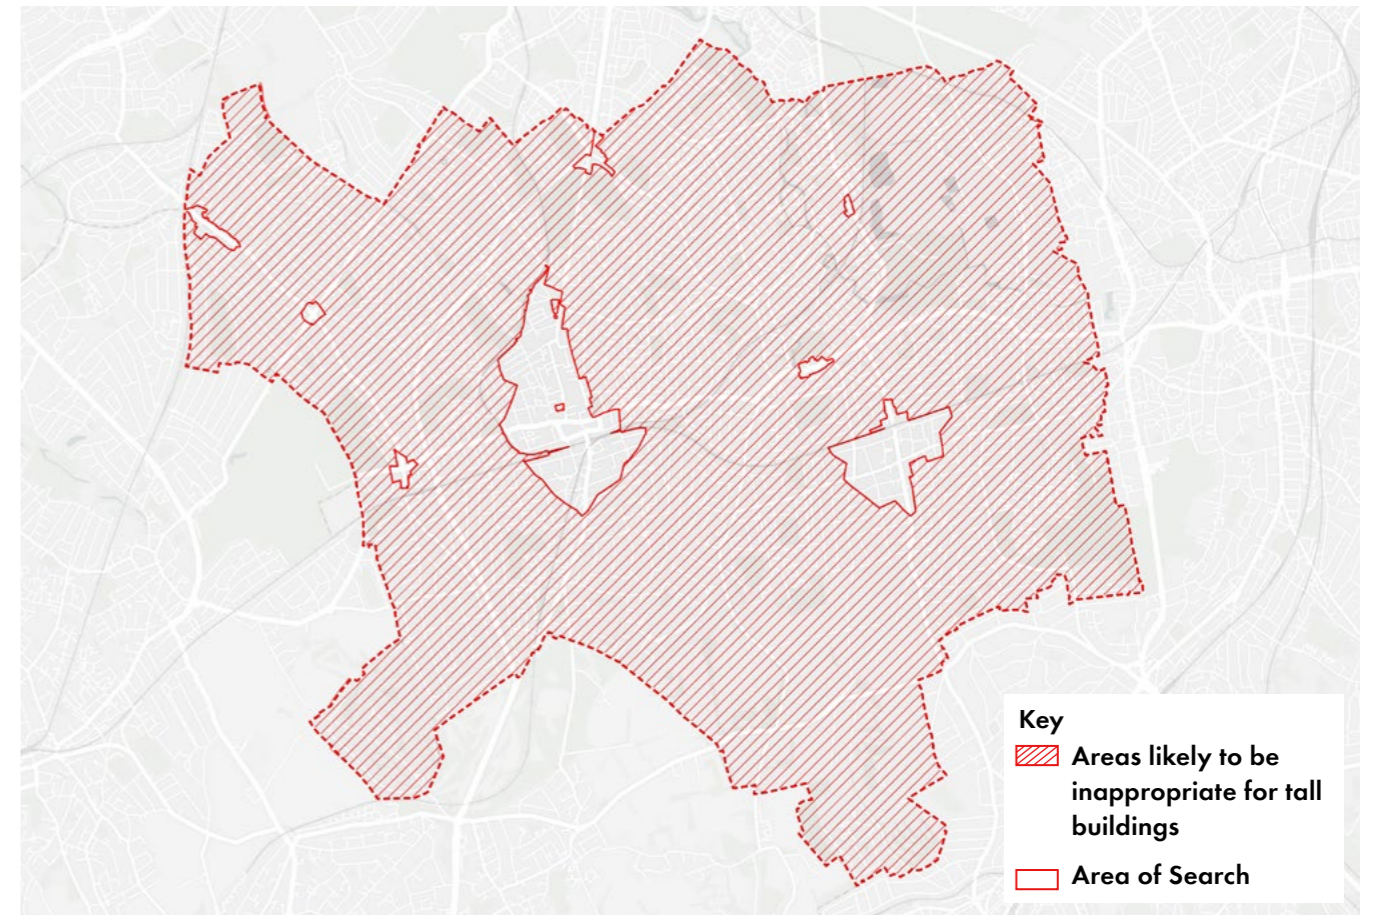 Key
Areas likely to be
inappropriate for tall
buildings
Area of Search